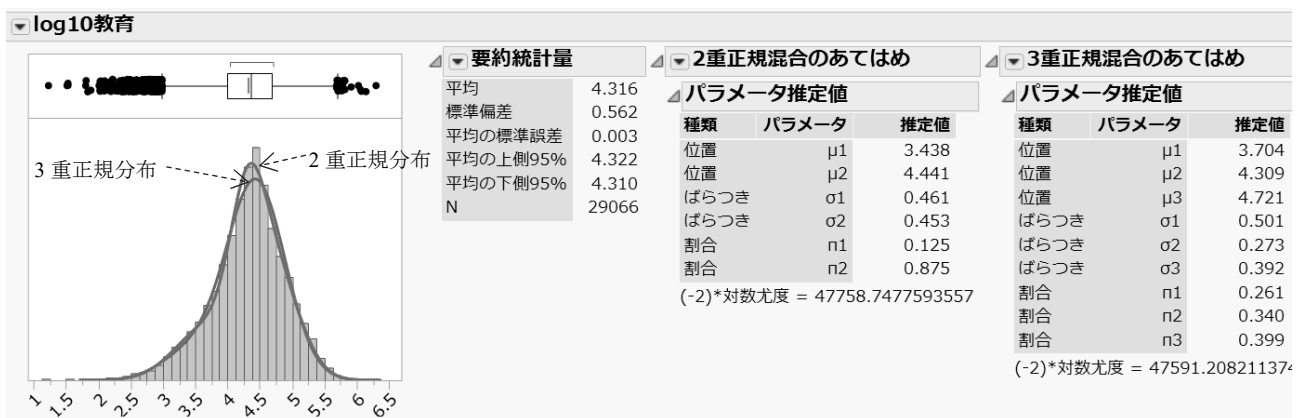 log10教育
要約統計量
平均 4.316
標準偏差 0.562
平均の標準誤差 0.003
平均の上側95% 4.322
平均の下側95% 4.310
N 29066
2重正規混合のあてはめ
パラメータ推定値
種類 パラメータ 推定値
位置 μ1 3.438
位置 μ2 4.441
ばらつき σ1 0.461
ばらつき σ2 0.453
割合 π1 0.125
割合 π2 0.875
(-2)*対数尤度 = 47758.7477593557
3重正規混合のあてはめ
パラメータ推定値
種類 パラメータ 推定値
位置 μ1 3.704
位置 μ2 4.309
位置 μ3 4.721
ばらつき σ1 0.501
ばらつき σ2 0.273
ばらつき σ3 0.392
割合 π1 0.261
割合 π2 0.340
割合 π3 0.399
(-2)*対数尤度 = 47591.208211374
3 重正規分布
2 重正規分布
1 1.5 2 2.5 3 3.5 4 4.5 5 5.5 6 6.5